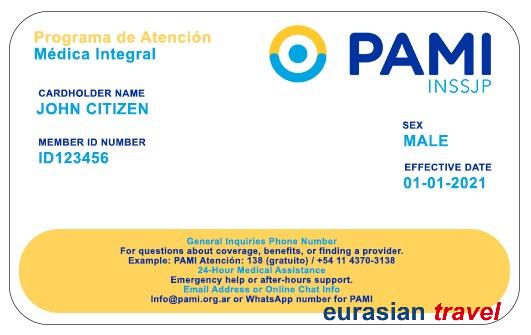 Programa de Atención
Médica Integral
PAMI
INSSJP
CARDHOLDER NAME
JOHN CITIZEN
MEMBER ID NUMBER
ID123456
SEX
MALE
EFFECTIVE DATE
01-01-2021
General Inquiries Phone Number
For questions about coverage, benefits, or finding a provider.
Example: PAMI Atención: 138 (gratuito) / +54 11 4370-3138
24-Hour Medical Assistance
Emergency help or after-hours support.
Email Address or Online Chat Info
Info@pami.org.ar or WhatsApp number for PAMI
eurasian travel